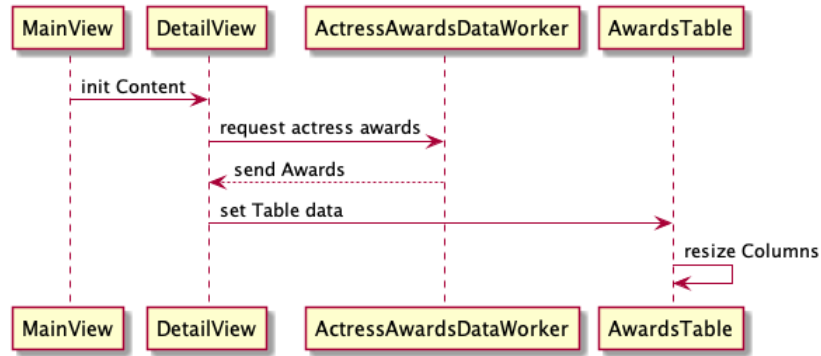 MainView DetailView ActressAwardsDataWorker AwardsTable
init Content
request actress awards
send Awards
set Table data
resize Columns
MainView DetailView ActressAwardsDataWorker AwardsTable